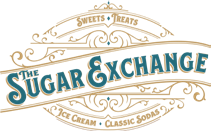 SWEETS • TREATS
THE
SUGAR EXCHANGE
ICE CREAM • CLASSIC SODAS